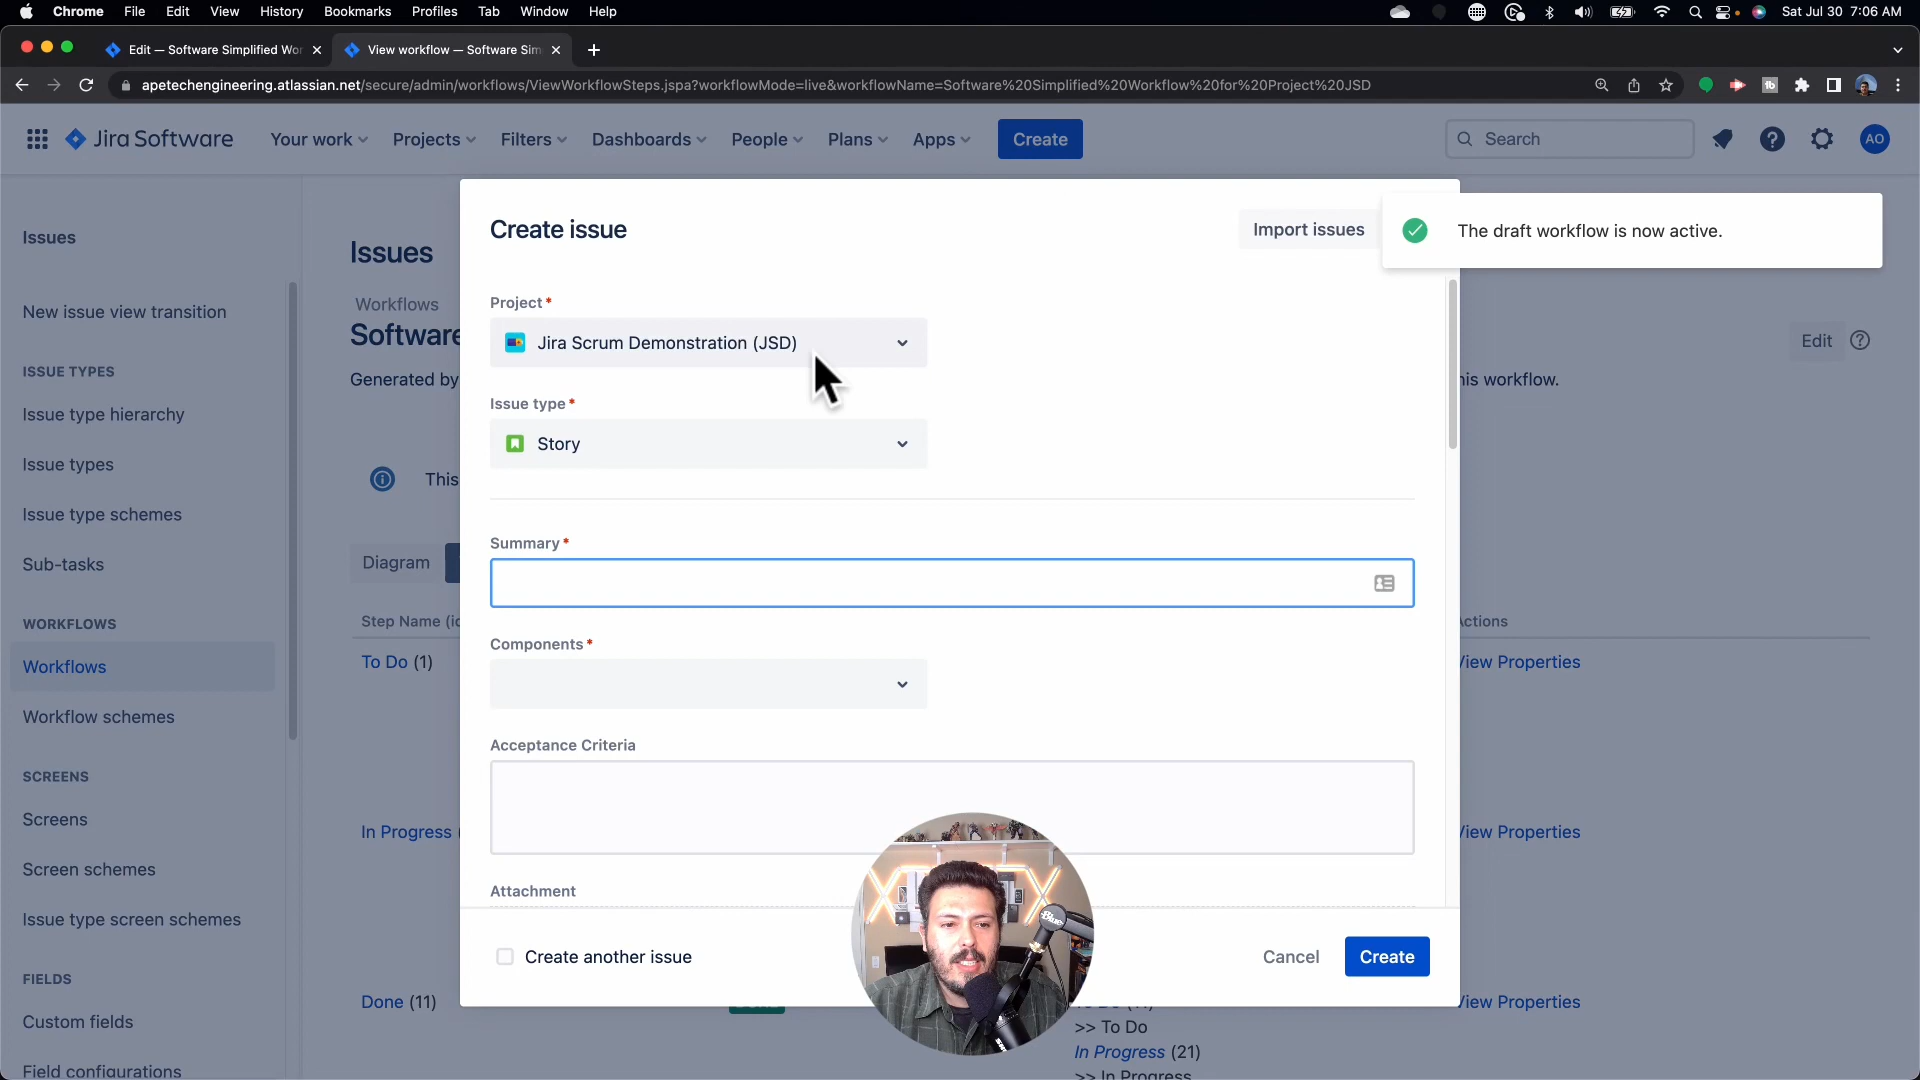 Chrome File Edit View History Bookmarks Profiles Tab Window Help Sat Jul 30 7:06 AM
Edit — Software Simplified Wor View workflow — Software Sim
apetechengineering.atlassian.net/secure/admin/workflows/ViewWorkflowSteps.jspa?workflowMode=live&workflowName=Software%20Simplified%20Workflow%20for%20Project%20JSD
Jira Software Your work Projects Filters Dashboards People Plans Apps Create Search AO
Create issue
Import issues
The draft workflow is now active.
Issues
Issues
New issue view transition
Workflows
Software
Edit
Project*
Jira Scrum Demonstration (JSD)
ISSUE TYPES
Generated by
his workflow.
Issue type hierarchy
Issue type*
Story
Issue types
This
Issue type schemes
Summary*
Sub-tasks
Diagram
WORKFLOWS
Step Name (ic
Actions
Components*
Workflows
To Do (1)
View Properties
Workflow schemes
Acceptance Criteria
SCREENS
Screens
In Progress (
View Properties
Screen schemes
Attachment
Issue type screen schemes
Create another issue
Cancel
Create
FIELDS
Done (11)
View Properties
Custom fields
>> To Do
In Progress (21)
Field configurations
>> In Progress
Blue